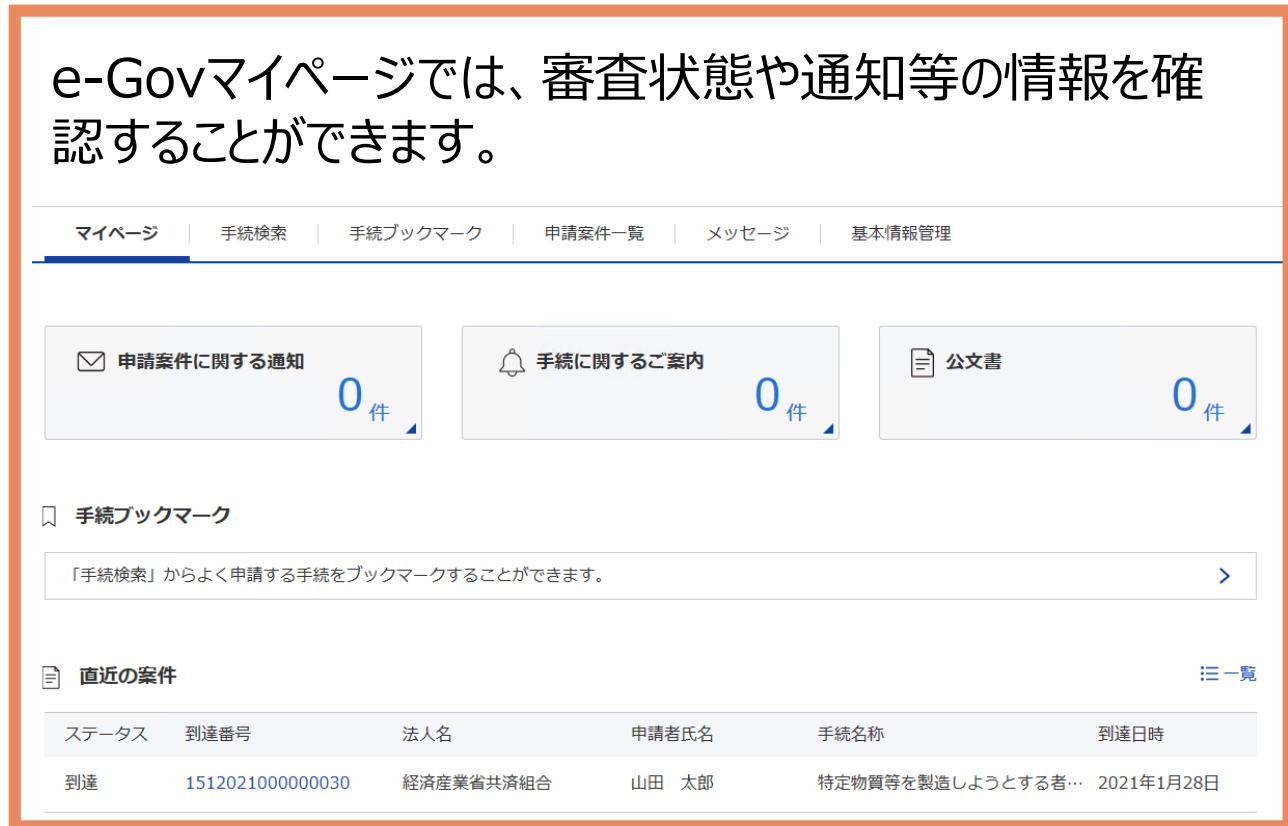 e-Govマイページでは、審査状態や通知等の情報を確
認することができます。
マイページ 手続検索 手続ブックマーク 申請案件一覧 メッセージ 基本情報管理
申請案件に関する通知 手続に関するご案内 公文書
0件 0件 0件
手続ブックマーク
「手続検索」からよく申請する手続をブックマークすることができます。
直近の案件 一覧
ステータス 到達番号 法人名 申請者氏名 手続名称 到達日時
到達 1512021000000030 経済産業省共済組合 山田　太郎 特定物質等を製造しようとする者… 2021年1月28日